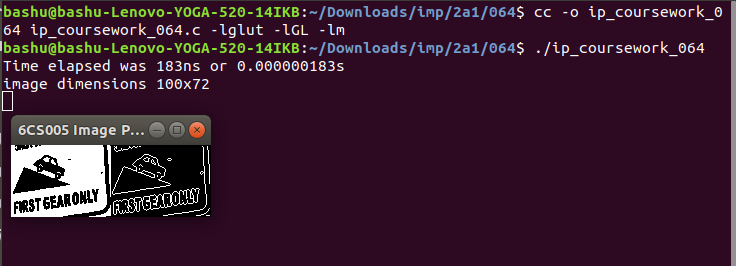 bashu@bashu-Lenovo-YOGA-520-14IKB:~/Downloads/imp/2a1/064$ cc -o ip_coursework_0
64 ip_coursework_064.c -lglut -lGL -lm
bashu@bashu-Lenovo-YOGA-520-14IKB:~/Downloads/imp/2a1/064$ ./ip_coursework_064
Time elapsed was 183ns or 0.000000183s
image dimensions 100x72
6CS005 Image P...
FIRST GEAR ONLY
FIRST GEAR ONLY